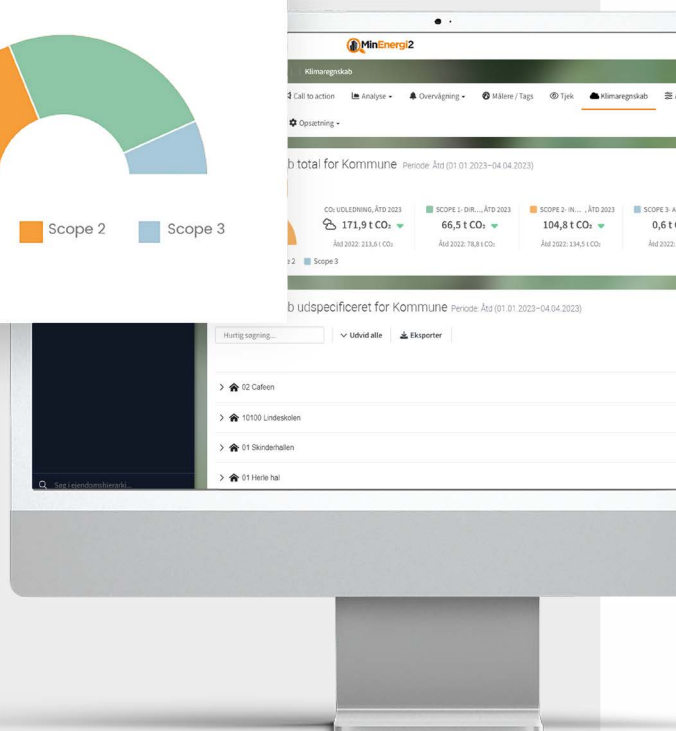 Scope 2 Scope 3
MinEnergi2
Klimaregnskab
Call to action Analyse Overvågning Målere / Tags Tjek Klimaregnskab
Opsætning
b total for Kommune Periode: Åtd (01.01 2023–04.04 2023)
CO₂ UDLEDNING, ÅTD 2023 SCOPE 1- DIR..., ÅTD 2023 SCOPE 2- IN... , ÅTD 2023 SCOPE 3- A
171,9 t CO₂ 66,5 t CO₂ 104,8 t CO₂ 0,6 t
Åtd 2022: 213,6 t CO₂ Åtd 2022: 78,8 t CO₂ Åtd 2022: 134,5 t CO₂ Åtd 2022:
e 2 Scope 3
b udspecificeret for Kommune Periode: Åtd (01.01 2023–04.04 2023)
Hurtig søgning... Udvid alle Eksporter
02 Cafeen
10100 Lindeskolen
01 Skinderhallen
01 Herle hal
Søg i ejendomshierarki...